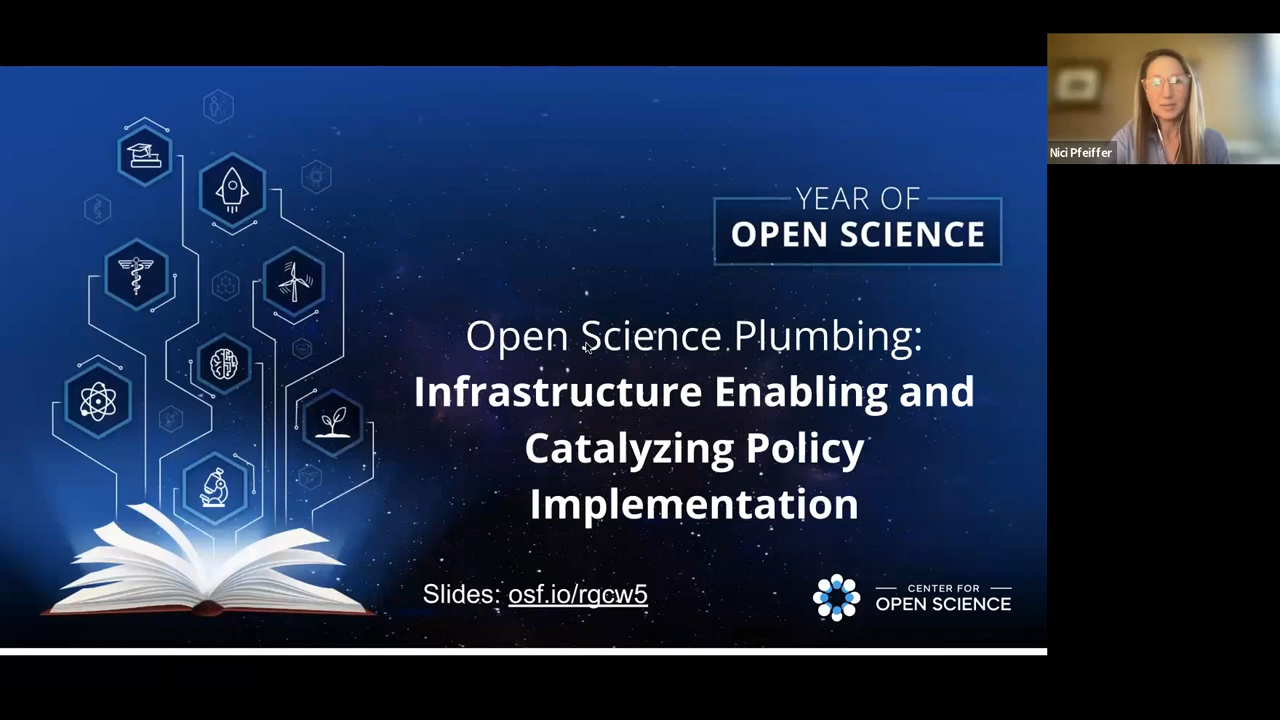 Nici Pfeiffer
YEAR OF
OPEN SCIENCE
Open Science Plumbing:
Infrastructure Enabling and
Catalyzing Policy
Implementation
Slides: osf.io/rgcw5
CENTER FOR
OPEN SCIENCE